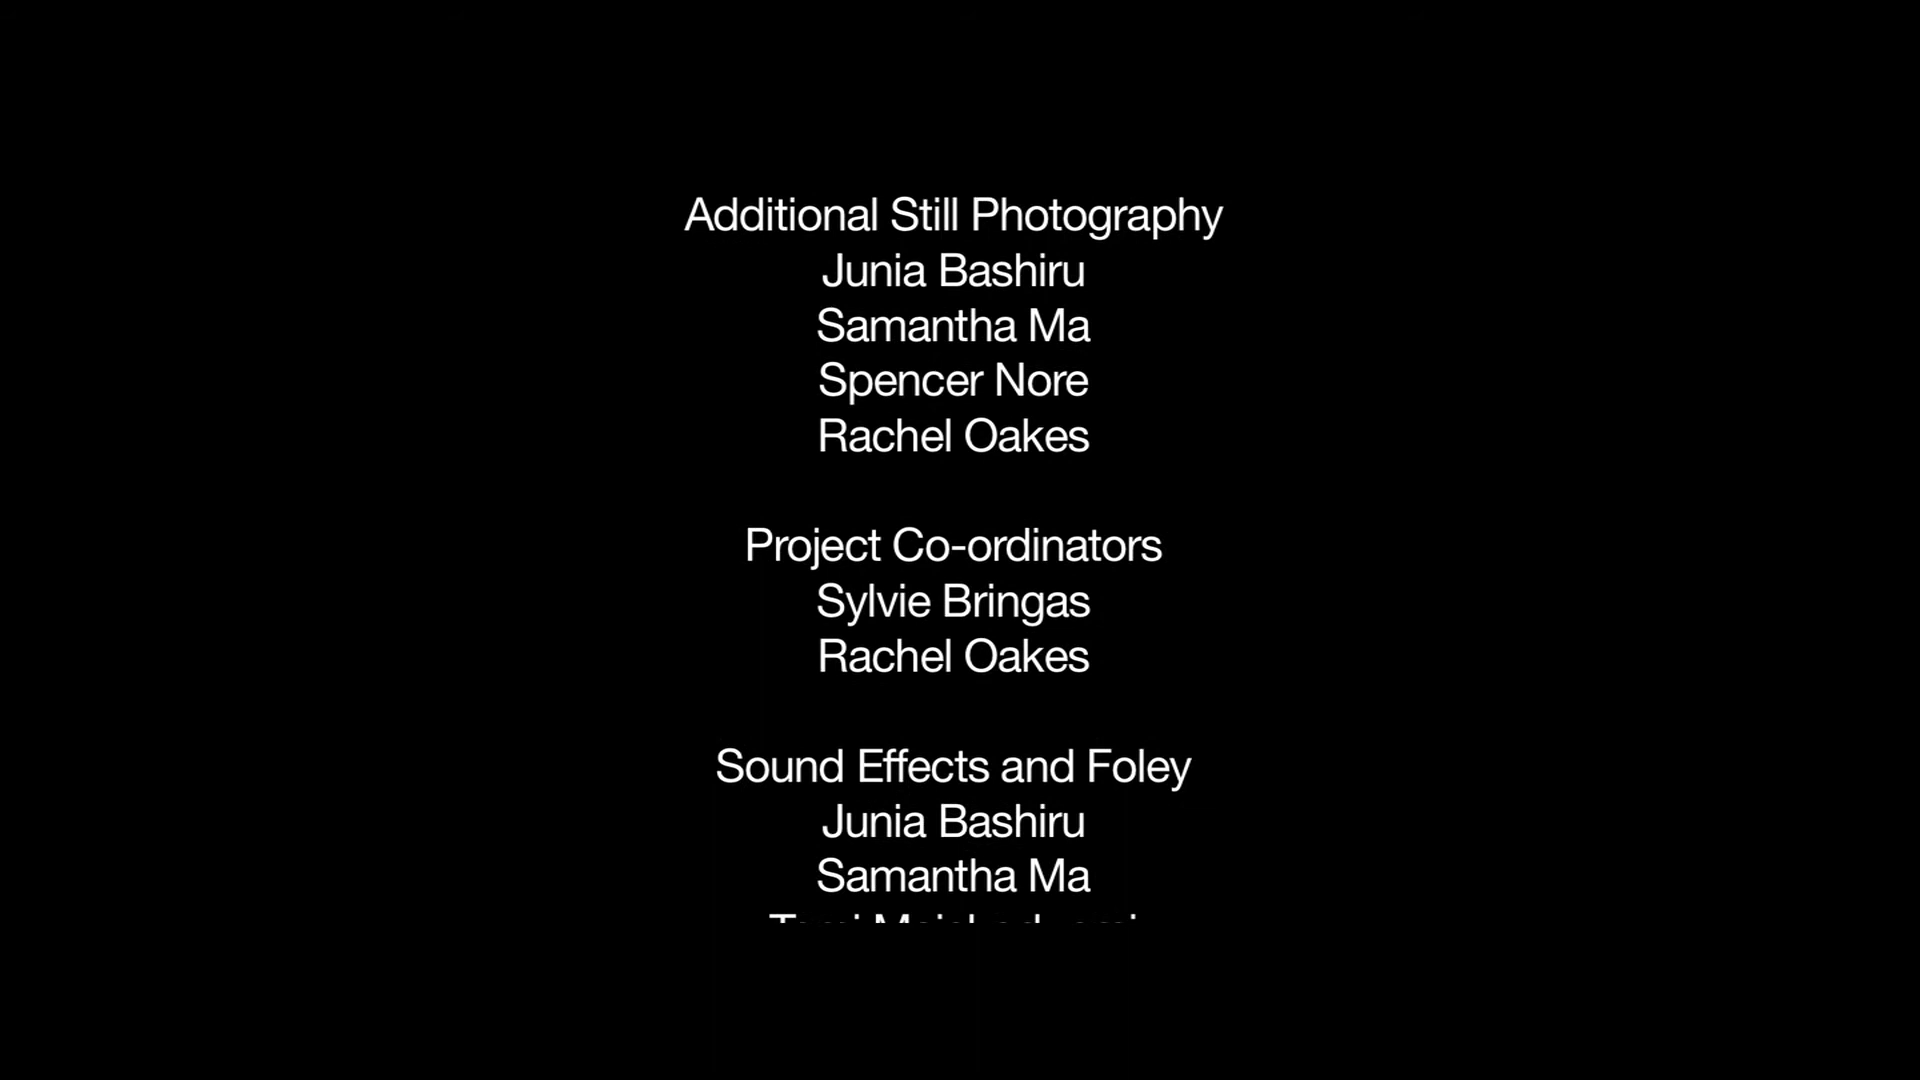 Additional Still Photography
Junia Bashiru
Samantha Ma
Spencer Nore
Rachel Oakes
Project Co-ordinators
Sylvie Bringas
Rachel Oakes
Sound Effects and Foley
Junia Bashiru
Samantha Ma